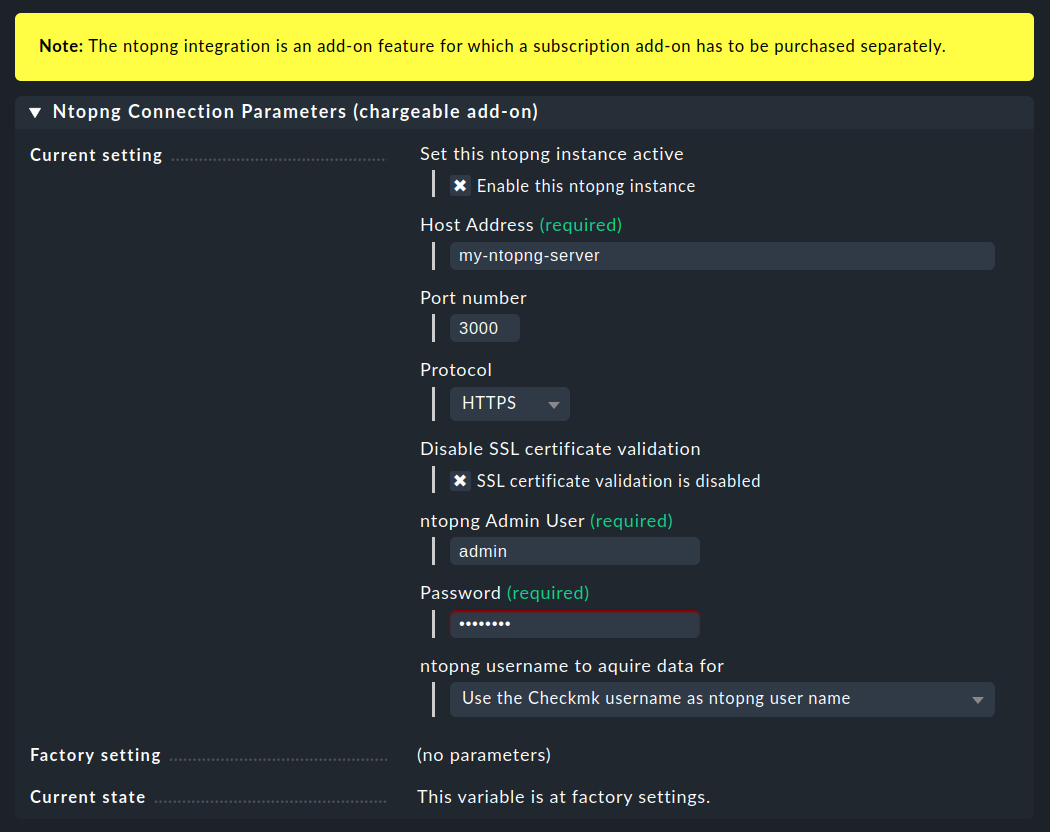 Note: The ntopng integration is an add-on feature for which a subscription add-on has to be purchased separately.
Ntopng Connection Parameters (chargeable add-on)
Current setting
Set this ntopng instance active
Enable this ntopng instance
Host Address (required)
my-ntopng-server
Port number
3000
Protocol
HTTPS
Disable SSL certificate validation
SSL certificate validation is disabled
ntopng Admin User (required)
admin
Password (required)
••••••••
ntopng username to aquire data for
Use the Checkmk username as ntopng user name
Factory setting (no parameters)
Current state This variable is at factory settings.